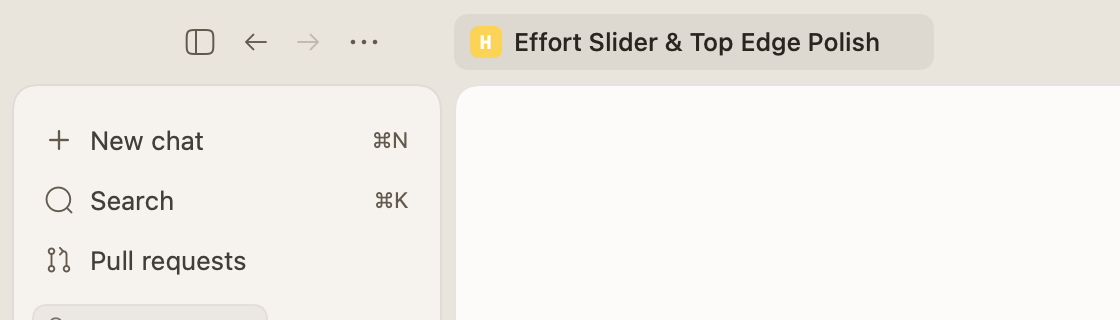 H Effort Slider & Top Edge Polish
New chat ⌘N
Search ⌘K
Pull requests